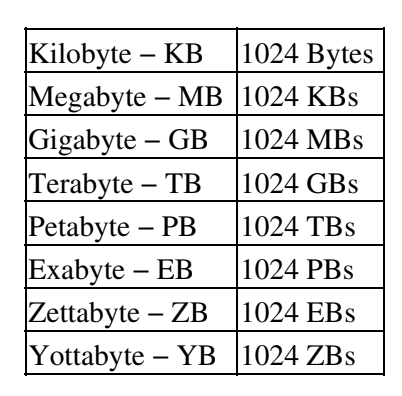 Kilobyte – KB 1024 Bytes
Megabyte – MB 1024 KBs
Gigabyte – GB 1024 MBs
Terabyte – TB 1024 GBs
Petabyte – PB 1024 TBs
Exabyte – EB 1024 PBs
Zettabyte – ZB 1024 EBs
Yottabyte – YB 1024 ZBs